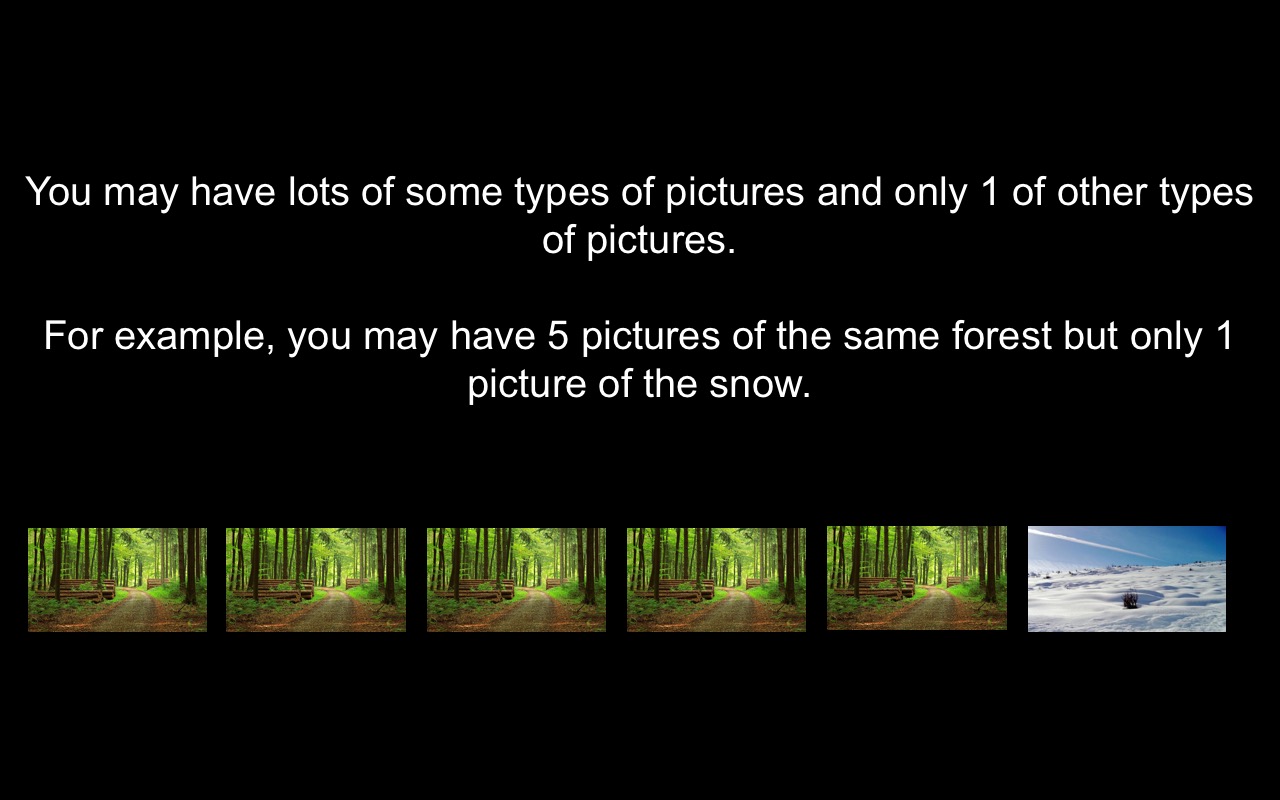 You may have lots of some types of pictures and only 1 of other types
of pictures.
For example, you may have 5 pictures of the same forest but only 1
picture of the snow.